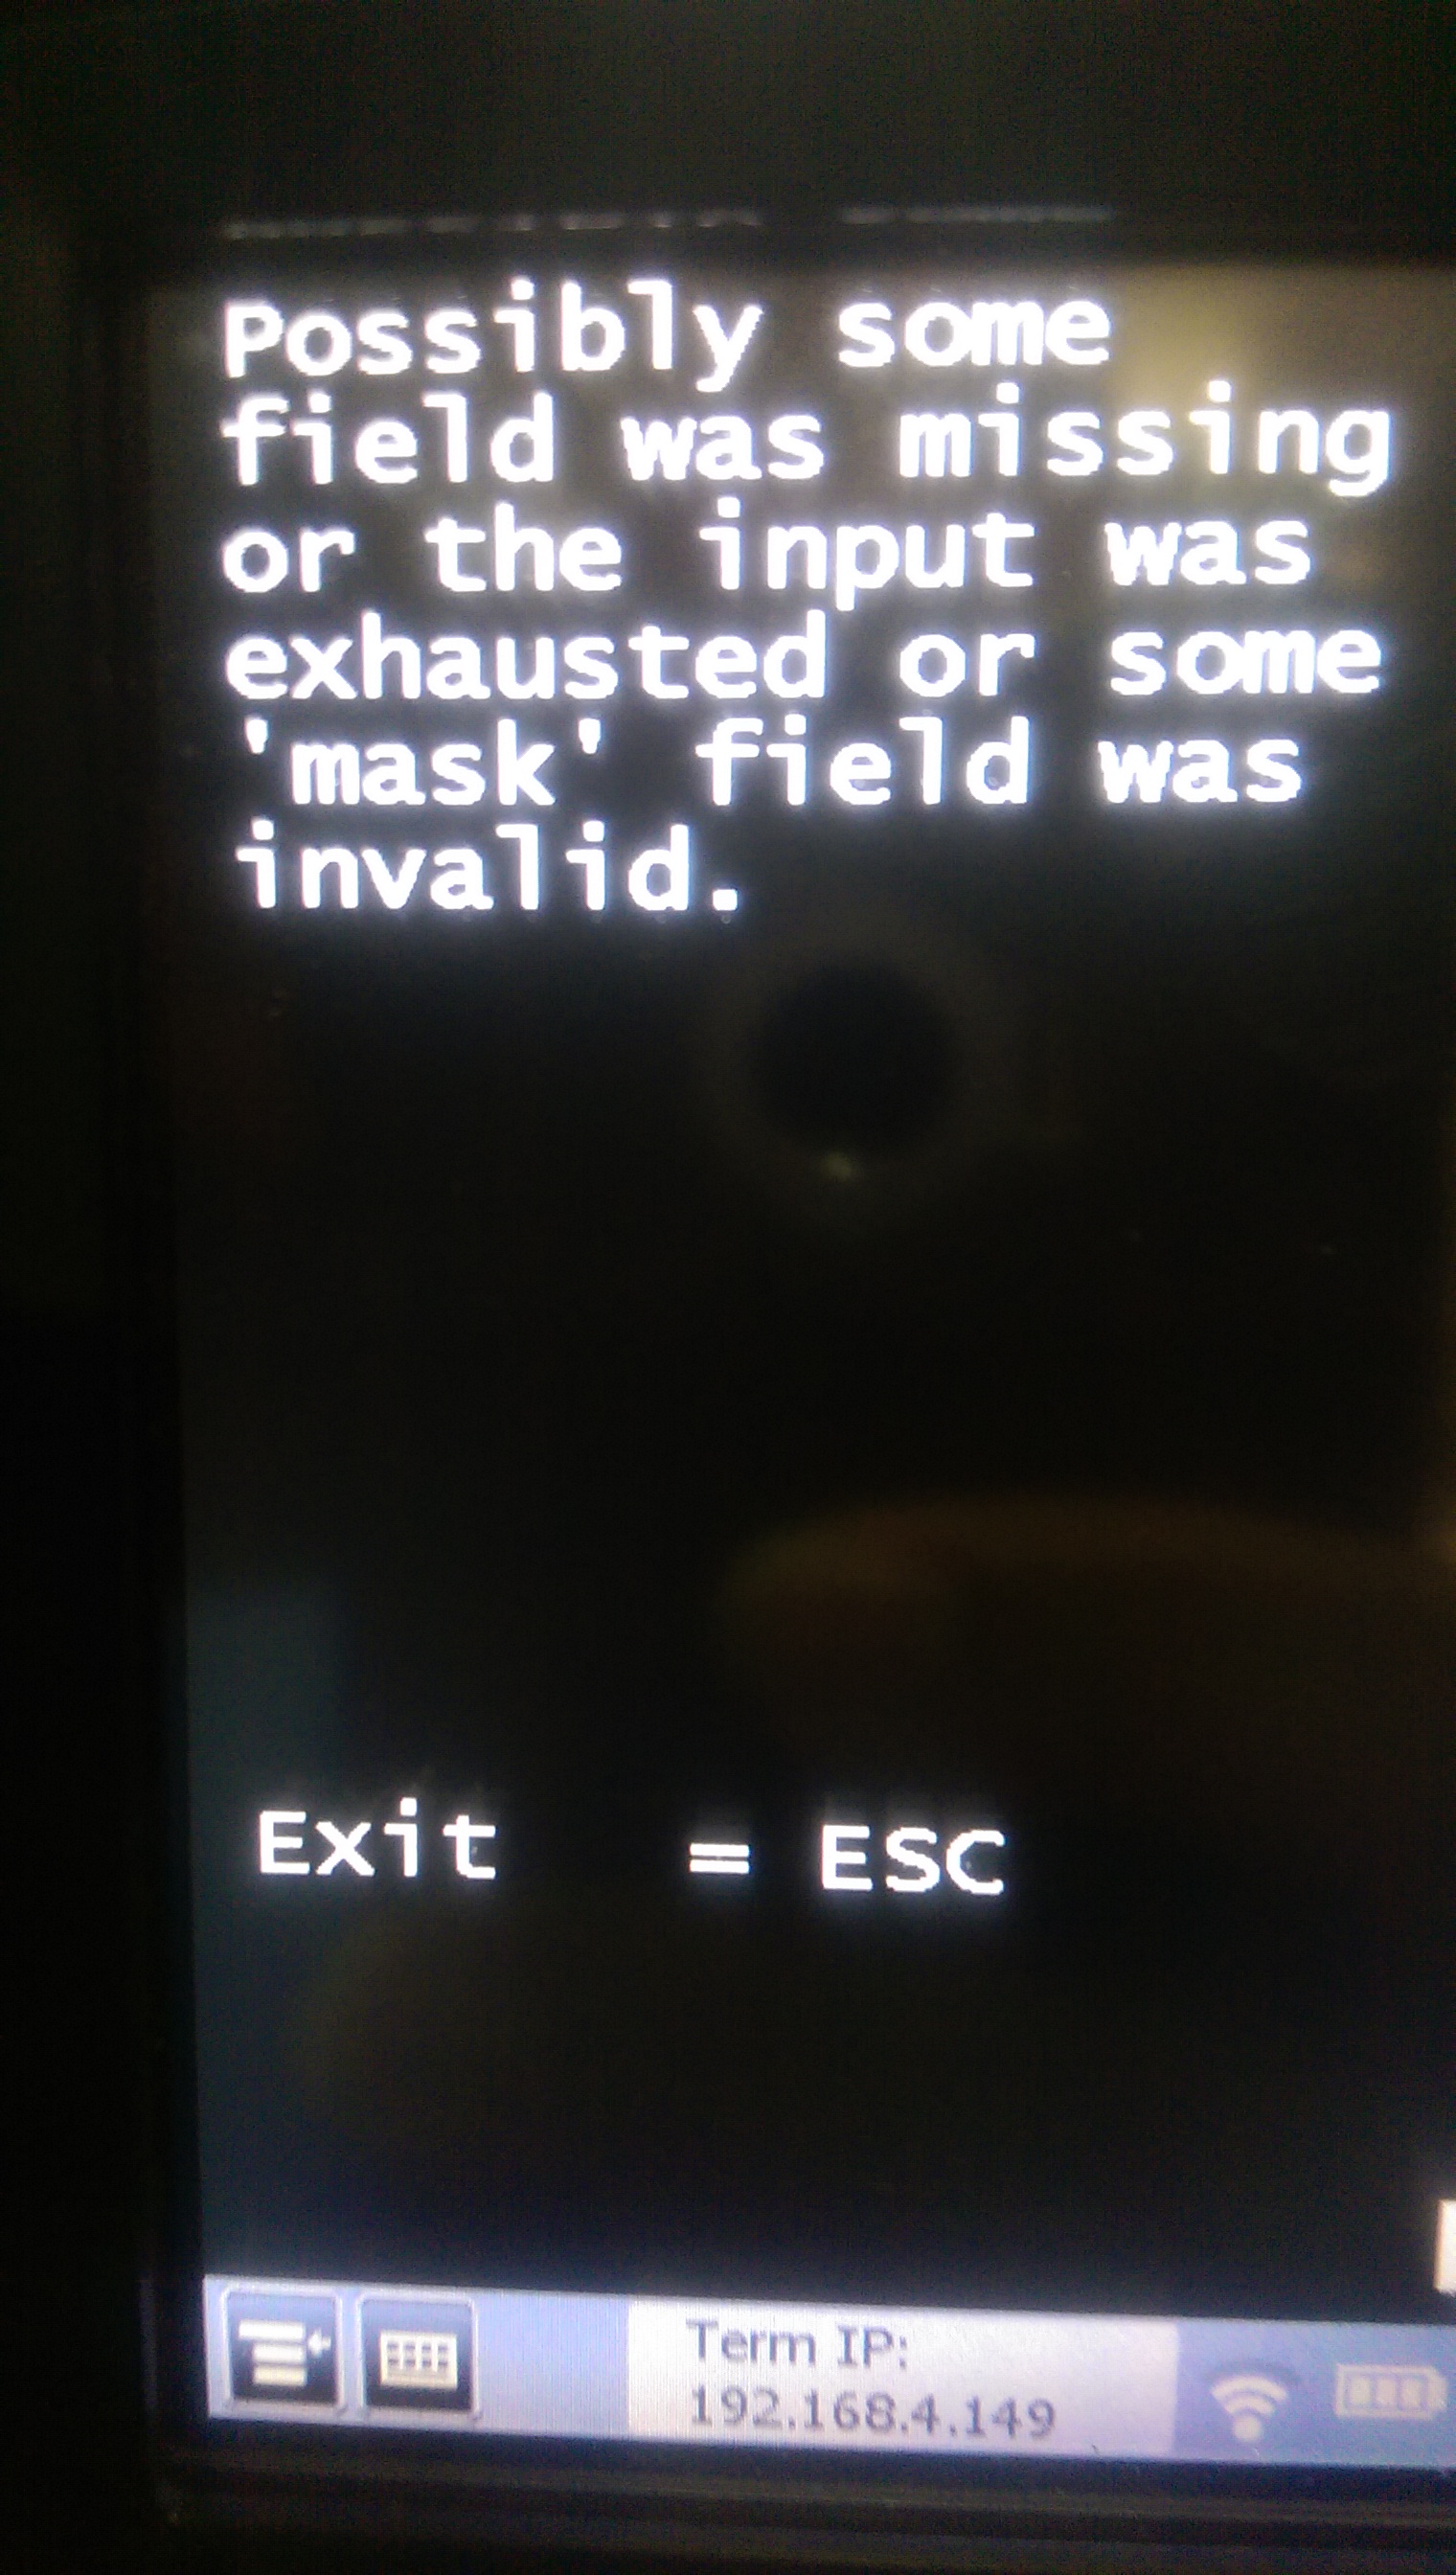 Possibly some
field was missing
or the input was
exhausted or some
'mask' field was
invalid.
Exit = ESC
Term IP:
192.168.4.149